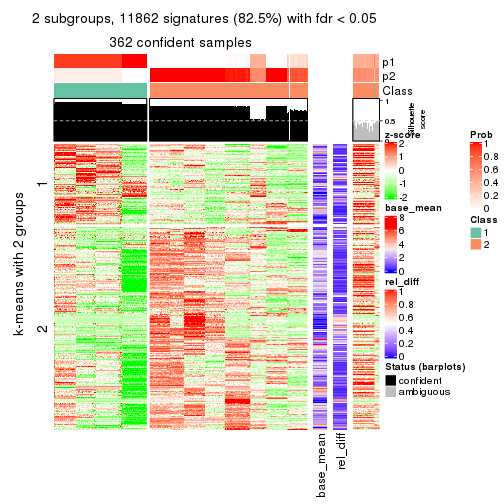 2 subgroups, 11862 signatures (82.5%) with fdr < 0.05
362 confident samples
p1
p2
Class
1
0.5
0
Silhouette
score
k-means with 2 groups
1
2
base_mean
rel_diff
z-score
2
1
0
-1
-2
base_mean
8
6
4
2
0
rel_diff
1
0.8
0.6
0.4
0.2
0
Status (barplots)
confident
ambiguous
Prob
1
0.8
0.6
0.4
0.2
0
Class
1
2